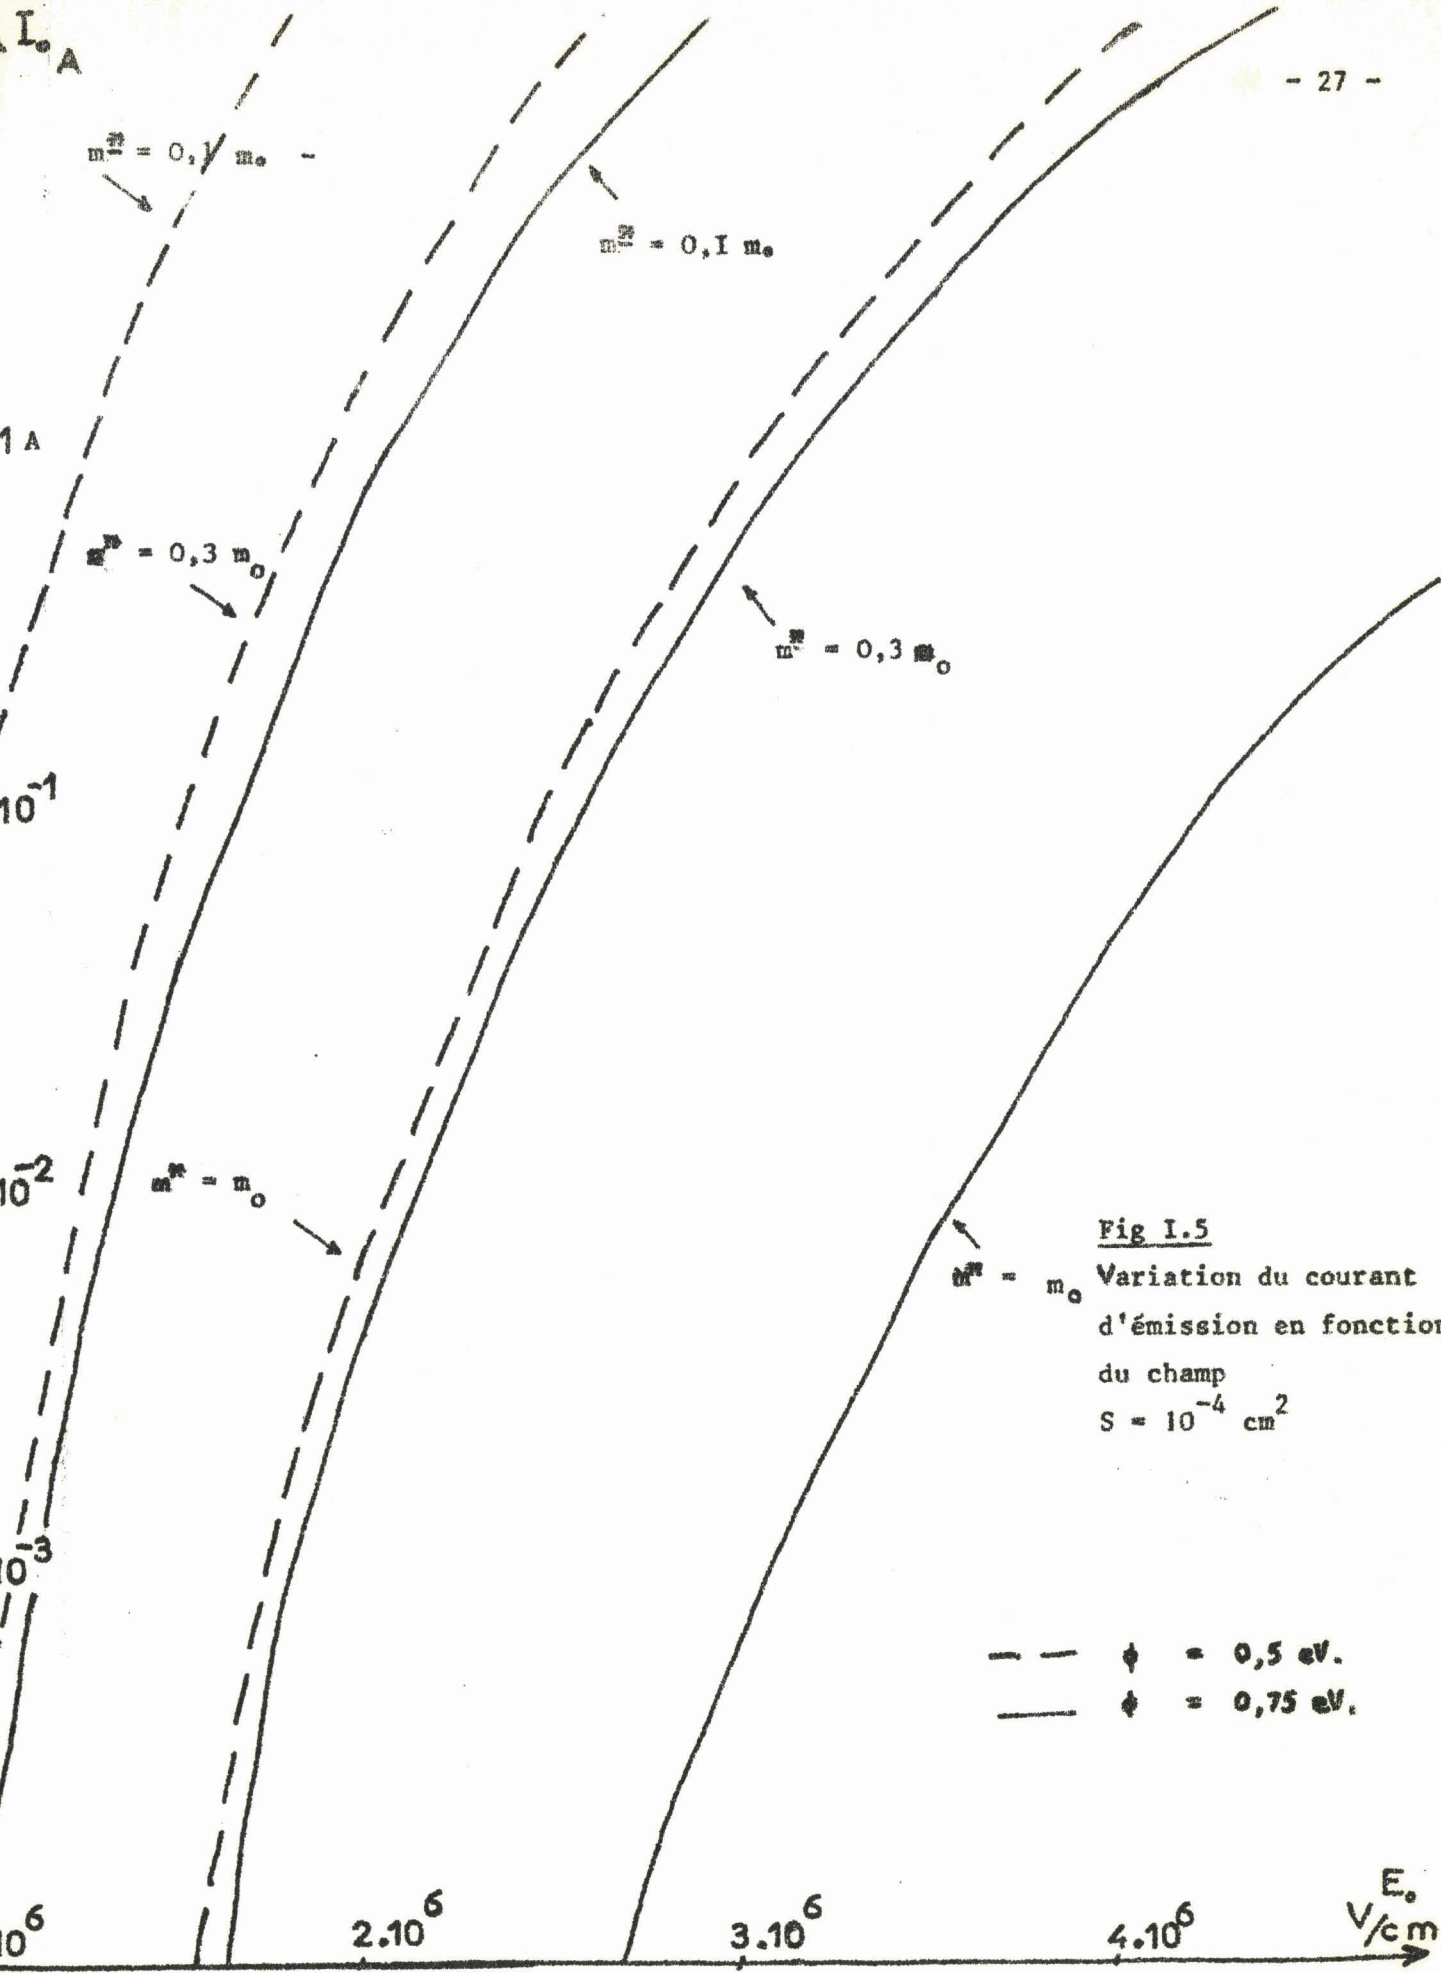 I₀ A
- 27 -
m* = 0,1 m₀ -
m* = 0,I m₀
1 A
m* = 0,3 m₀
m* = 0,3 m₀
10⁻¹
10⁻²
m* = m₀
Fig I.5
m* = m₀
Variation du courant
d'émission en fonction
du champ
S = 10⁻⁴ cm²
10⁻³
-- -- ϕ = 0,5 eV.
___ ϕ = 0,75 eV.
10⁶
2.10⁶
3.10⁶
4.10⁶
E₀
V/cm